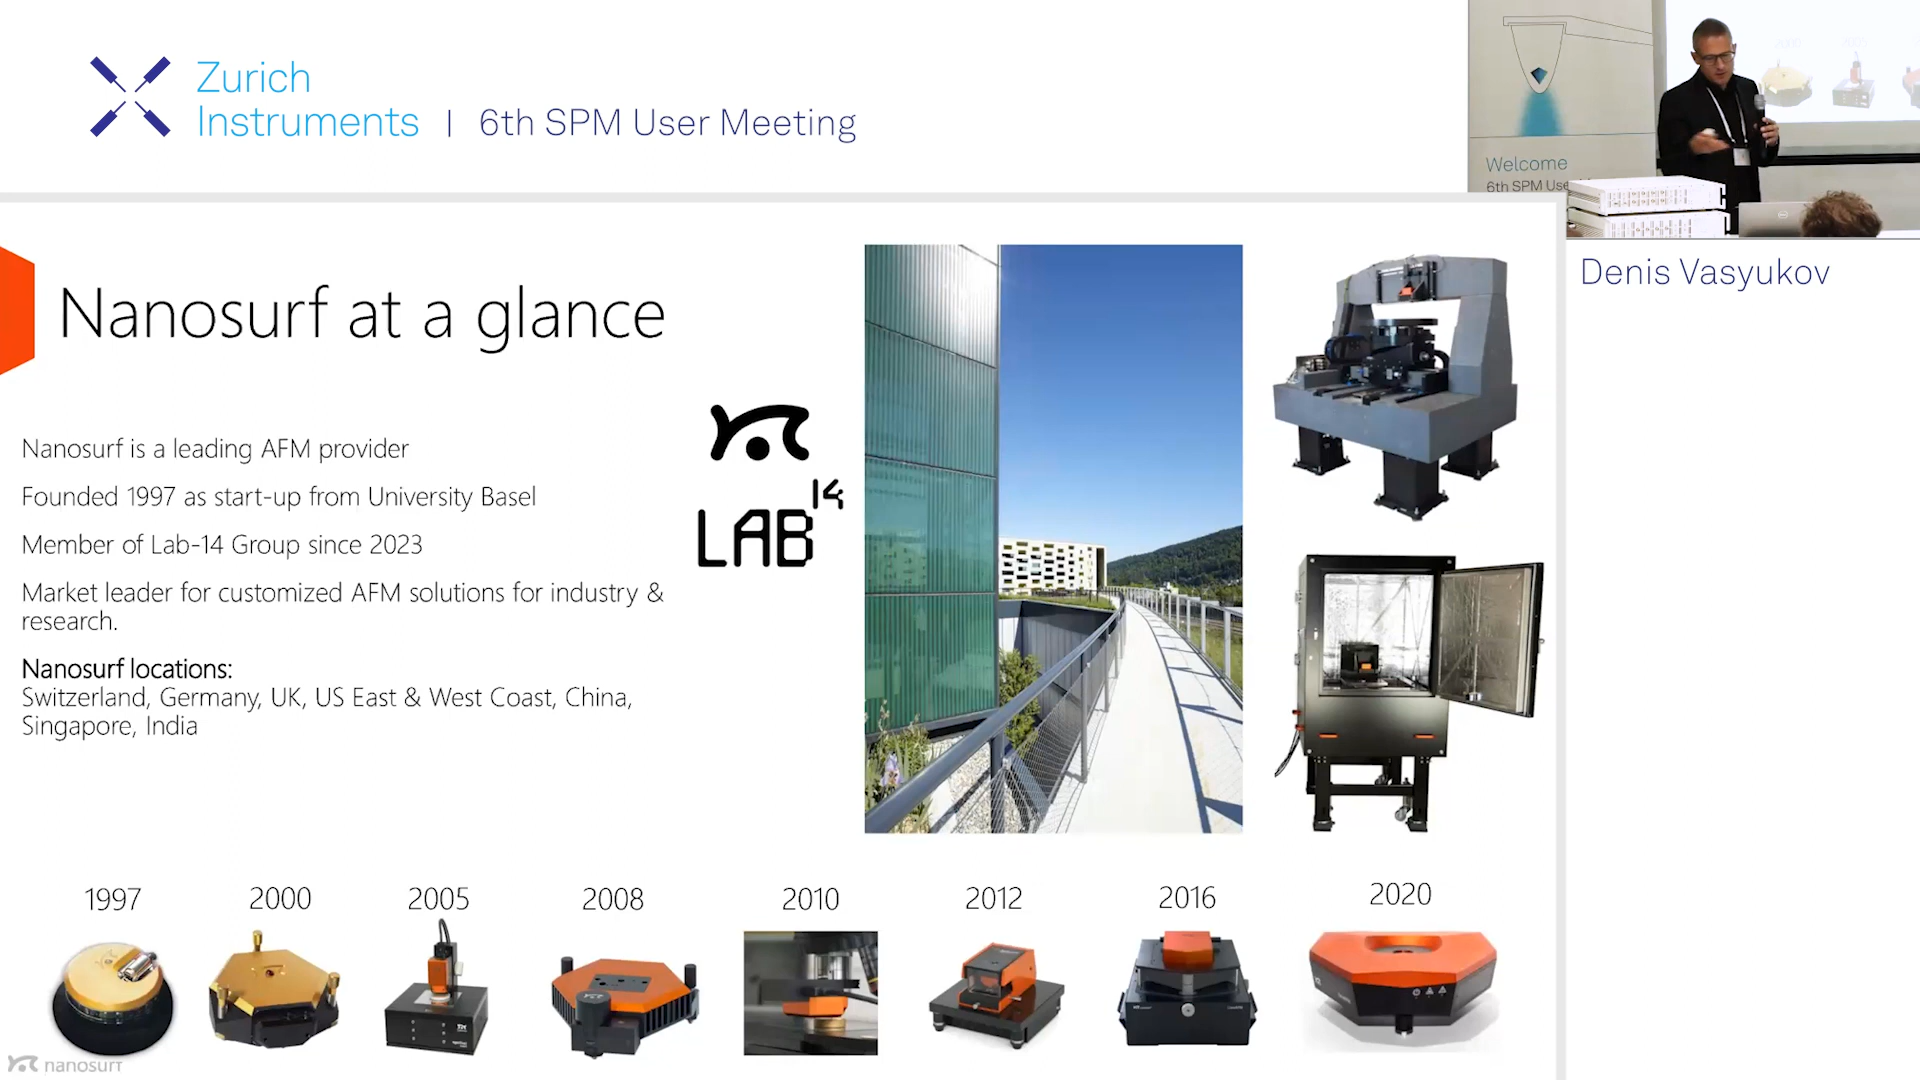 Zurich
Instruments | 6th SPM User Meeting
Welcome
6th SPM Use
Denis Vasyukov
Nanosurf at a glance
Nanosurf is a leading AFM provider
Founded 1997 as start-up from University Basel
Member of Lab-14 Group since 2023
Market leader for customized AFM solutions for industry &
research.
Nanosurf locations:
Switzerland, Germany, UK, US East & West Coast, China,
Singapore, India
LAB14
1997 2000 2005 2008 2010 2012 2016 2020
nanosurf